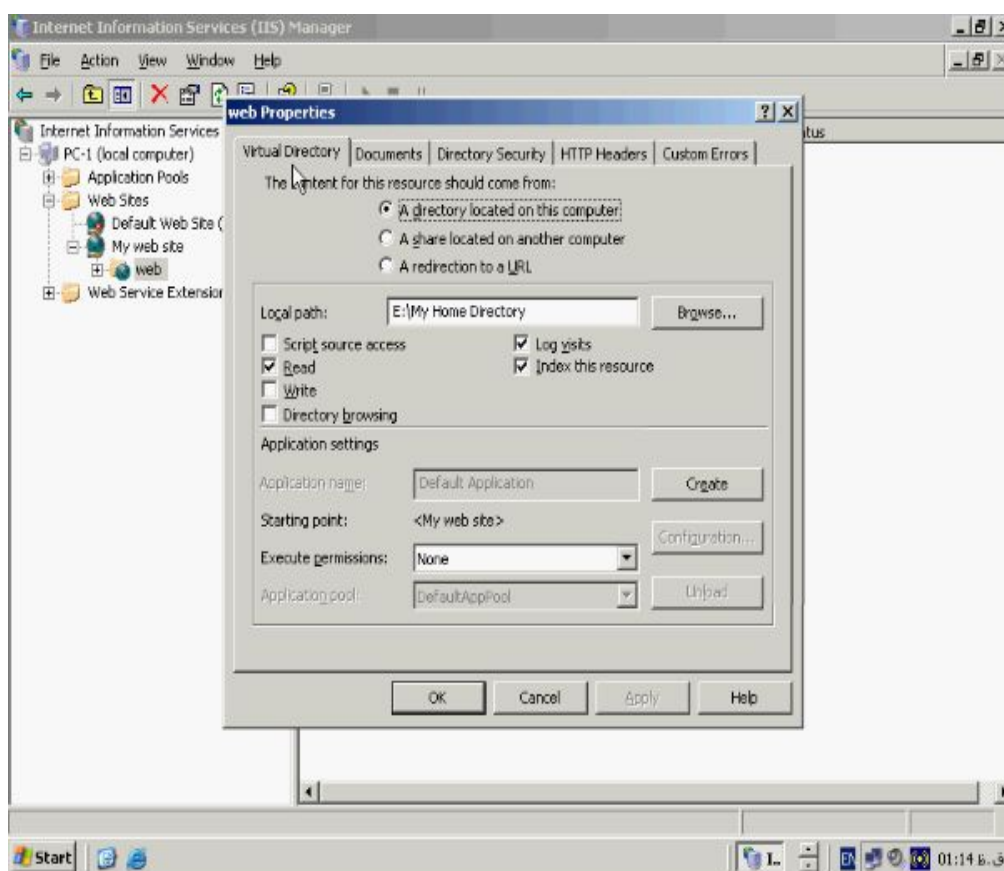 Internet Information Services (IIS) Manager
File Action View Window Help
web Properties
Internet Information Services
PC-1 (local computer)
Application Pools
Web Sites
Default Web Site (
My web site
web
Web Service Extension
tus
Virtual Directory Documents Directory Security HTTP Headers Custom Errors
The content for this resource should come from:
A directory located on this computer
A share located on another computer
A redirection to a URL
Local path: E:\My Home Directory Browse...
Script source access Log visits
Read Index this resource
Write
Directory browsing
Application settings
Application name: Default Application Create
Starting point: <My web site>
Configuration...
Execute permissions: None
Application pool: DefaultAppPool Unload
OK Cancel Apply Help
Start I... EN 01:14